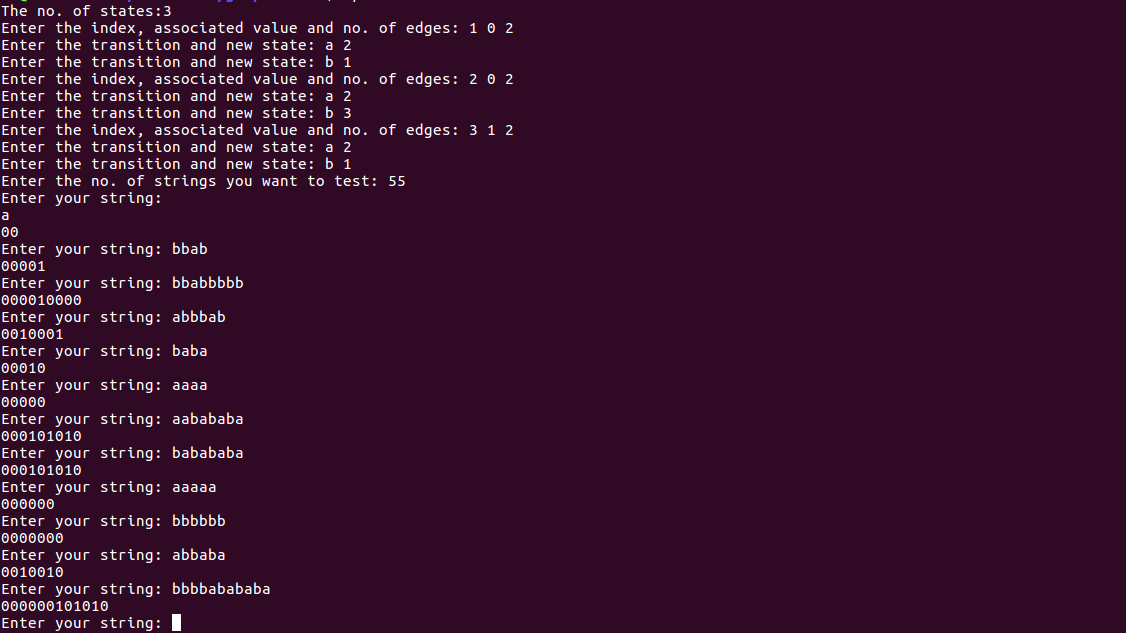 The no. of states:3
Enter the index, associated value and no. of edges: 1 0 2
Enter the transition and new state: a 2
Enter the transition and new state: b 1
Enter the index, associated value and no. of edges: 2 0 2
Enter the transition and new state: a 2
Enter the transition and new state: b 3
Enter the index, associated value and no. of edges: 3 1 2
Enter the transition and new state: a 2
Enter the transition and new state: b 1
Enter the no. of strings you want to test: 55
Enter your string:
a
00
Enter your string: bbab
00001
Enter your string: bbabbbbb
000010000
Enter your string: abbbab
0010001
Enter your string: baba
00010
Enter your string: aaaa
00000
Enter your string: aabababa
000101010
Enter your string: babababa
000101010
Enter your string: aaaaa
000000
Enter your string: bbbbbb
0000000
Enter your string: abbaba
0010010
Enter your string: bbbbabababa
000000101010
Enter your string: